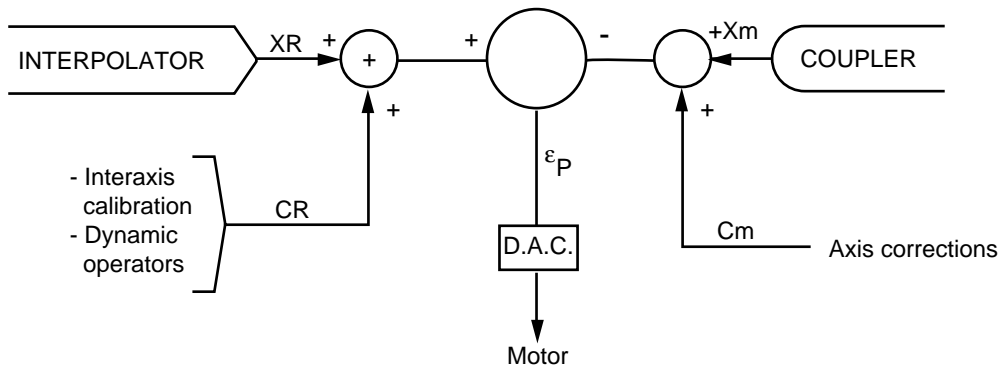 INTERPOLATOR
XR
+
+
+
+
+
-
+Xm
COUPLER
+
εP
- Interaxis
calibration
- Dynamic
operators
CR
D.A.C.
Cm
Axis corrections
Motor